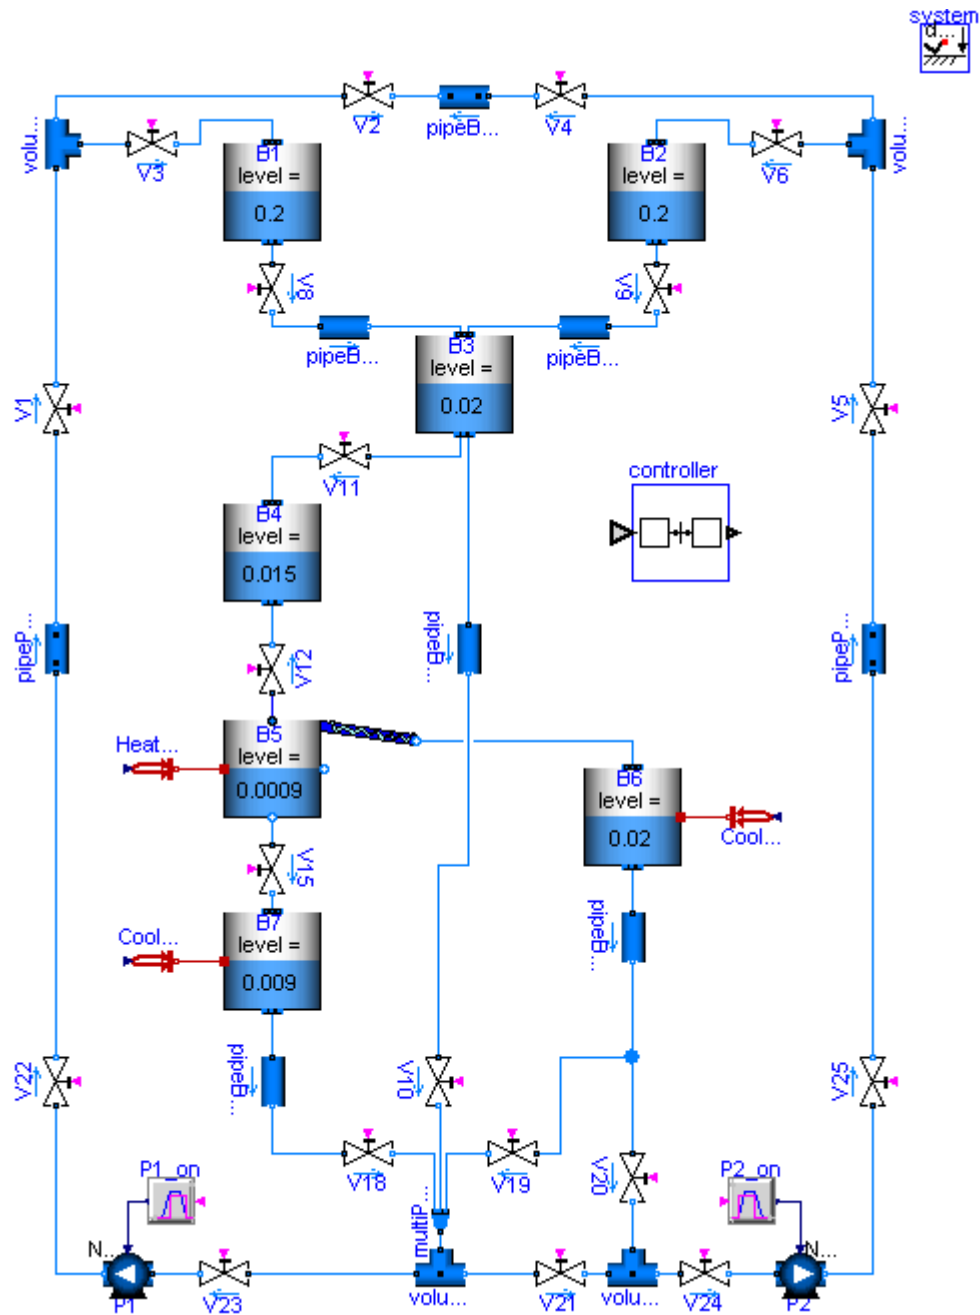 system
d...
V2
pipeB...
V4
volu...
V3
B1
level =
0.2
B2
level =
0.2
V6
volu...
V8
V9
pipeB...
B3
level =
0.02
pipeB...
V1
V5
V11
controller
B4
level =
0.015
pipeP...
V12
pipeB...
pipeP...
Heat...
B5
level =
0.0009
B6
level =
0.02
Cool...
V15
pipeB...
Cool...
B7
level =
0.009
V22
pipeB...
V10
V25
V18
V19
V20
P1_on
P2_on
multiP...
N...
P1
V23
volu...
V21
volu...
V24
N...
P2